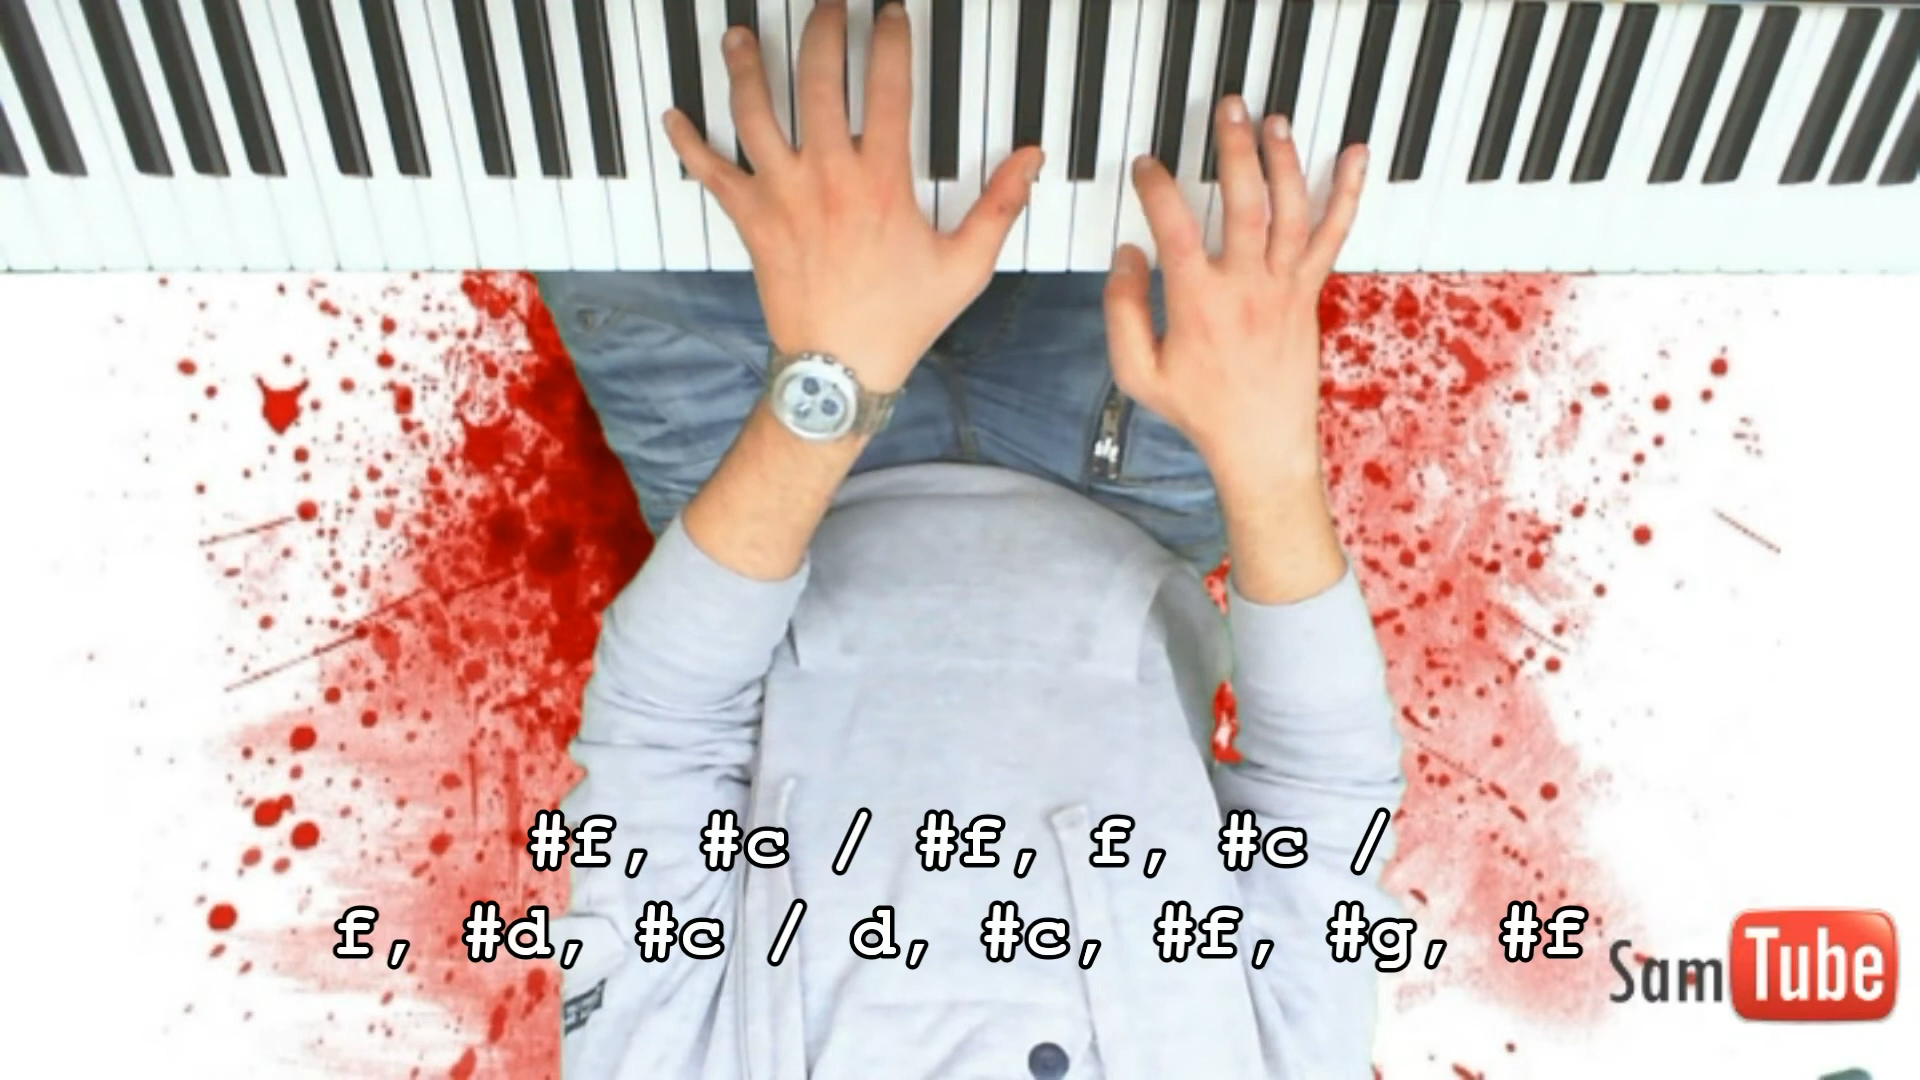 #f, #c / #f, f, #c /
f, #d, #c / d, #c, #f, #g, #f
SamTube